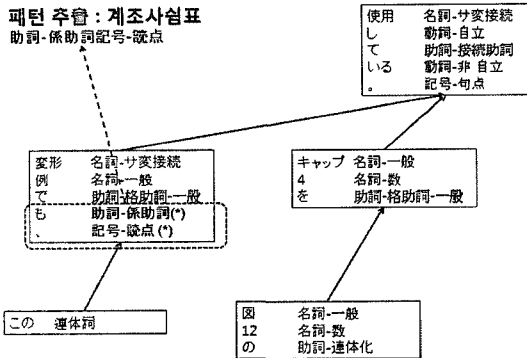 패턴 추출 : 계조사쉼표
助詞-係助詞記号-読点
使用 名詞-サ変接続
し 動詞-自立
て 助詞-接続助詞
いる 動詞-非自立
。 記号-句点
変形 名詞-サ変接続
例 名詞-一般
で 助詞-格助詞-一般
も 助詞-係助詞(*)
、 記号-読点(*)
キャップ 名詞-一般
4 名詞-数
を 助詞-格助詞-一般
この 連体詞
図 名詞-一般
12 名詞-数
の 助詞-連体化